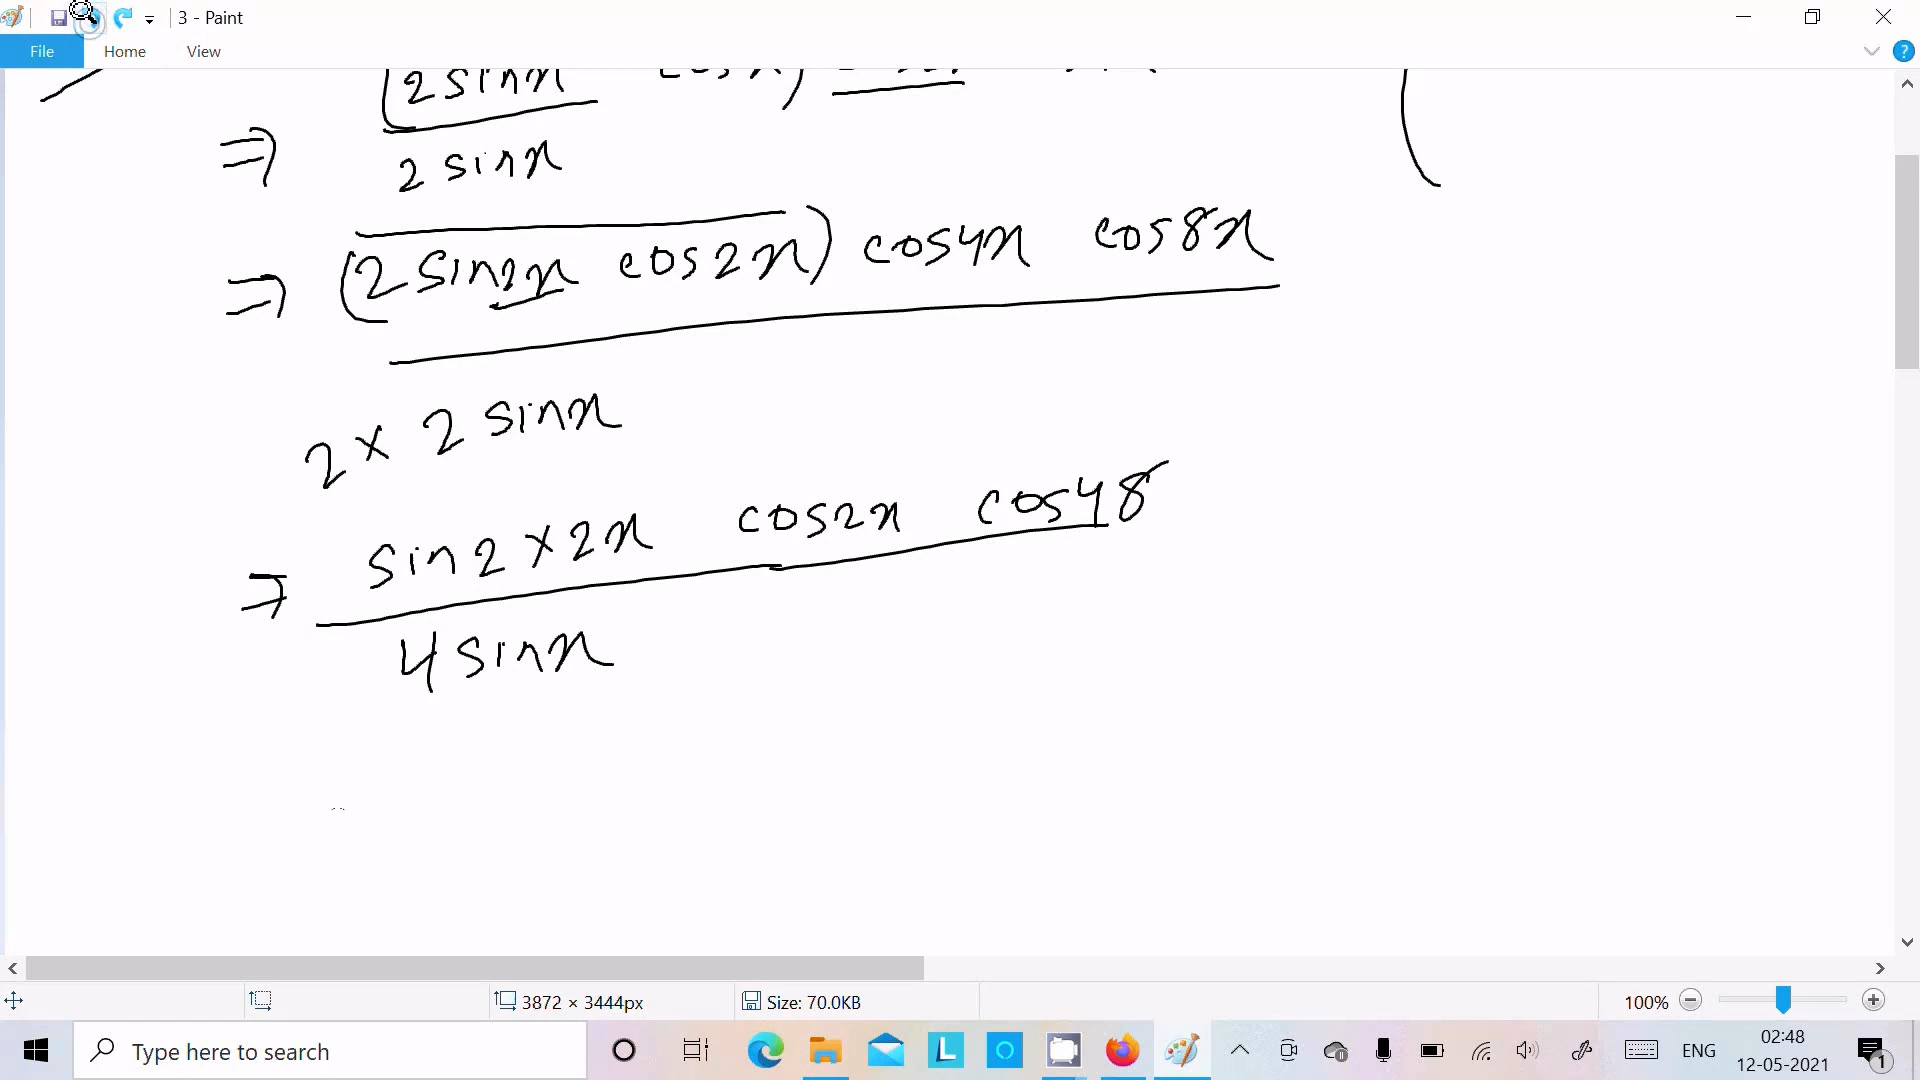 3 - Paint
File Home View
(2 sinx cosx)
⇒ 2 sinx
⇒ (2 sin2x cos2x) cos4x cos8x
2 × 2 sinx
⇒ sin2×2x cos2x cos48
4 sinx
3872 × 3444px Size: 70.0KB 100%
Type here to search
ENG 02:48
12-05-2021
1